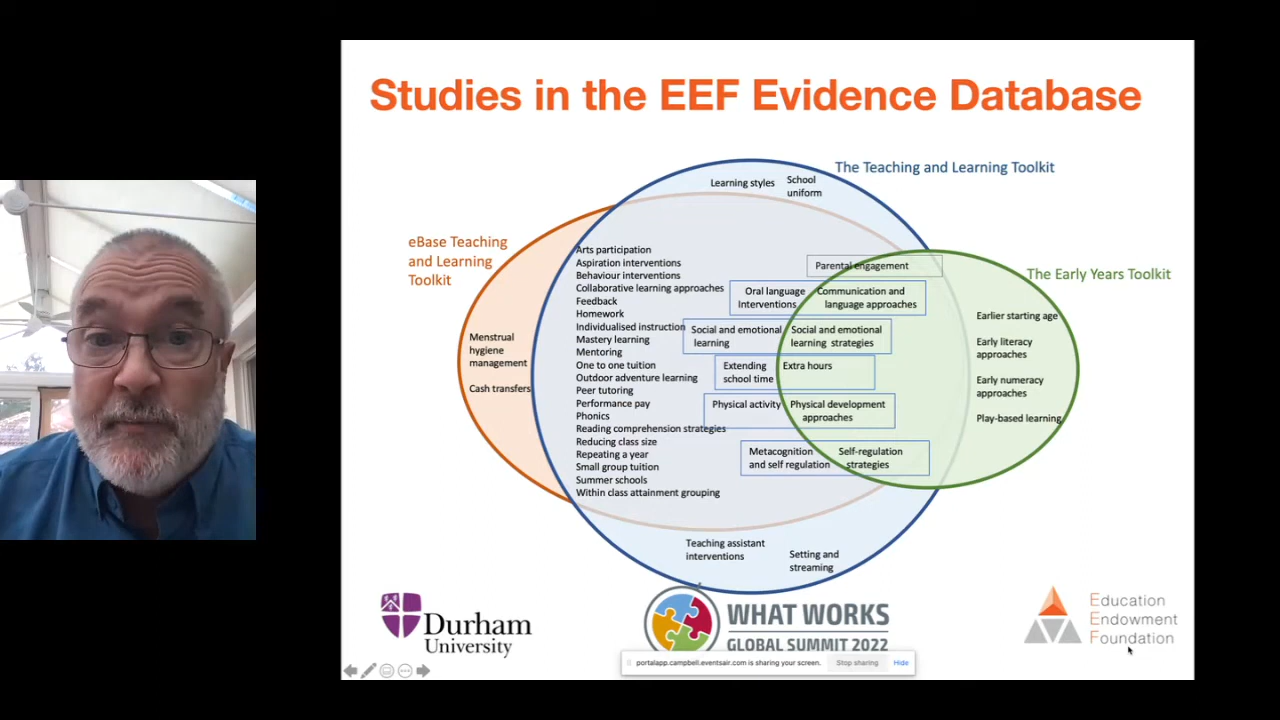 Studies in the EEF Evidence Database
The Teaching and Learning Toolkit
Learning styles
School
uniform
eBase Teaching
and Learning
Toolkit
The Early Years Toolkit
Menstrual
hygiene
management
Cash transfers
Arts participation
Aspiration interventions
Behaviour interventions
Collaborative learning approaches
Feedback
Homework
Individualised instruction
Mastery learning
Mentoring
One to one tuition
Outdoor adventure learning
Peer tutoring
Performance pay
Phonics
Reading comprehension strategies
Reducing class size
Repeating a year
Small group tuition
Summer schools
Within class attainment grouping
Parental engagement
Oral language
Interventions
Communication and
language approaches
Social and emotional
learning
Social and emotional
learning strategies
Extending
school time
Extra hours
Physical activity
Physical development
approaches
Metacognition
and self regulation
Self-regulation
strategies
Earlier starting age
Early literacy
approaches
Early numeracy
approaches
Play-based learning
Teaching assistant
interventions
Setting and
streaming
Durham
University
WHAT WORKS
GLOBAL SUMMIT 2022
Education
Endowment
Foundation
portalapp.campbell.eventsair.com is sharing your screen.
Stop sharing
Hide